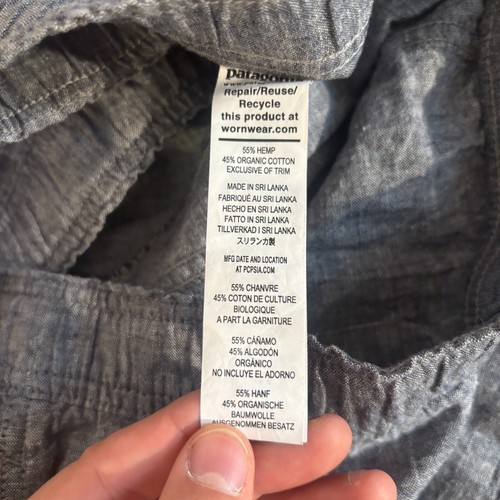 patagonia
Repair/Reuse/
Recycle
this product at
wornwear.com
55% HEMP
45% ORGANIC COTTON
EXCLUSIVE OF TRIM
MADE IN SRI LANKA
FABRIQUÉ AU SRI LANKA
HECHO EN SRI LANKA
FATTO IN SRI LANKA
TILLVERKAD I SRI LANKA
スリランカ製
MFG DATE AND LOCATION
AT PCPSIA.COM
55% CHANVRE
45% COTON DE CULTURE
BIOLOGIQUE
A PART LA GARNITURE
55% CÁÑAMO
45% ALGODÓN
ORGÁNICO
NO INCLUYE EL ADORNO
55% HANF
45% ORGANISCHE
BAUMWOLLE
AUSGENOMMEN BESATZ